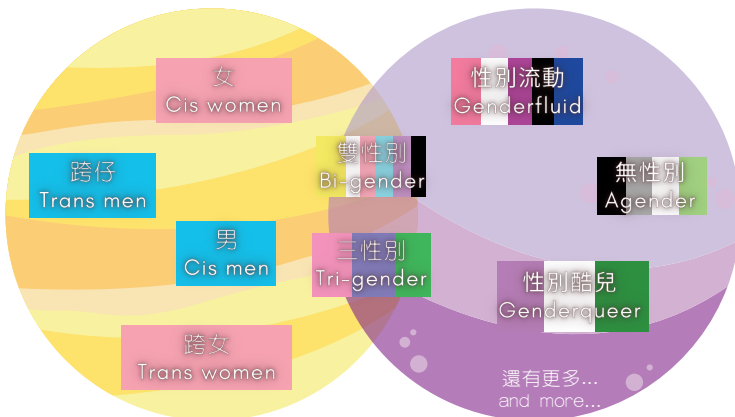 女
Cis women
跨仔
Trans men
男
Cis men
跨女
Trans women
雙性別
Bi-gender
三性別
Tri-gender
性別流動
Genderfluid
無性別
Agender
性別酷兒
Genderqueer
還有更多...
and more...